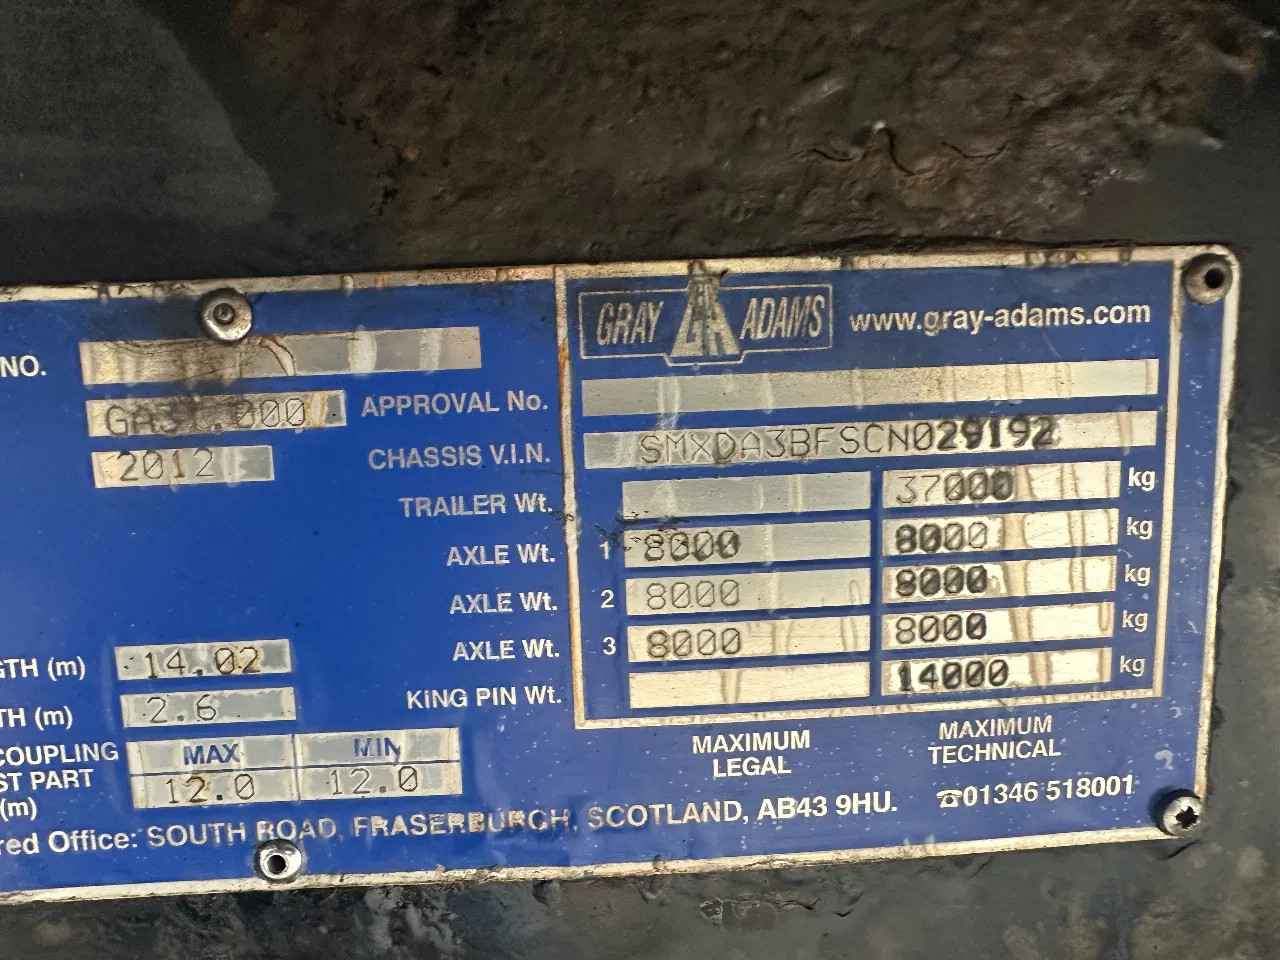 GRAY ADAMS www.gray-adams.com
NO.
APPROVAL No.
2012 CHASSIS V.I.N. SMXDA3BFSCN029192
TRAILER Wt. 37000 kg
AXLE Wt. 1 8000 8000 kg
AXLE Wt. 2 8000 8000 kg
GTH (m) 14.02 AXLE Wt. 3 8000 8000 kg
TH (m) 2.6 KING PIN Wt. 14000 kg
COUPLING MAX MIN MAXIMUM LEGAL MAXIMUM TECHNICAL
ST PART
(m) 12.0 12.0
red Office: SOUTH ROAD, FRASERBURGH, SCOTLAND, AB43 9HU. ☎01346 518001